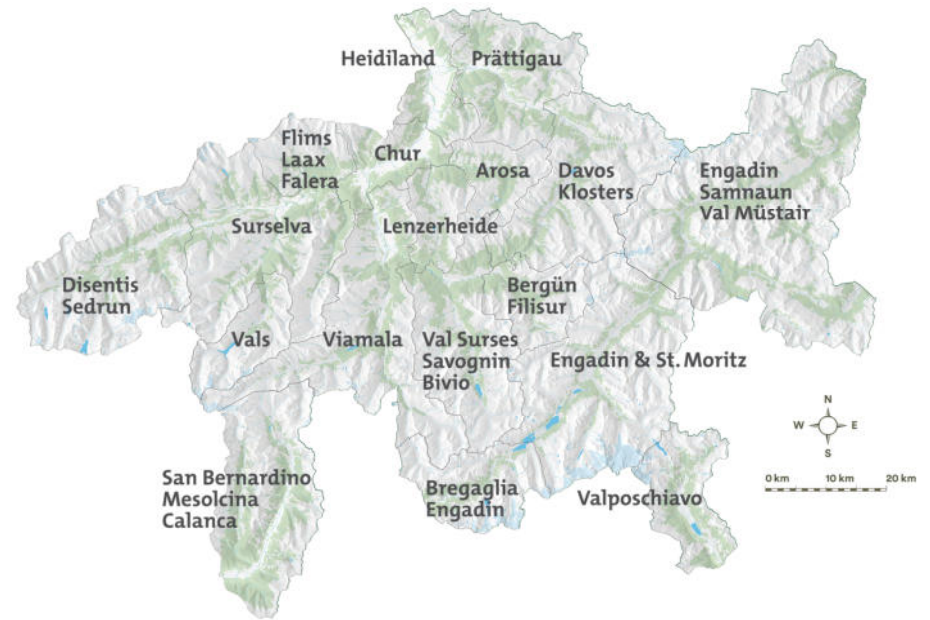 Heidiland
Prättigau
Flims
Laax
Falera
Chur
Arosa
Davos
Klosters
Engadin
Samnaun
Val Müstair
Surselva
Lenzerheide
Disentis
Sedrun
Bergün
Filisur
Vals
Viamala
Val Surses
Savognin
Bivio
Engadin & St. Moritz
N
W
E
S
0 km
10 km
20 km
San Bernardino
Mesolcina
Calanca
Bregaglia
Engadin
Valposchiavo